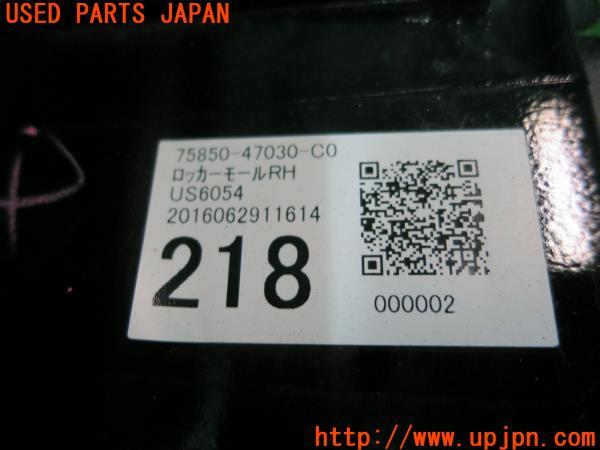 USED PARTS JAPAN
75850-47030-C0
ロッカーモールRH
US6054
2016062911614
218
000002
http://www.upjpn.com